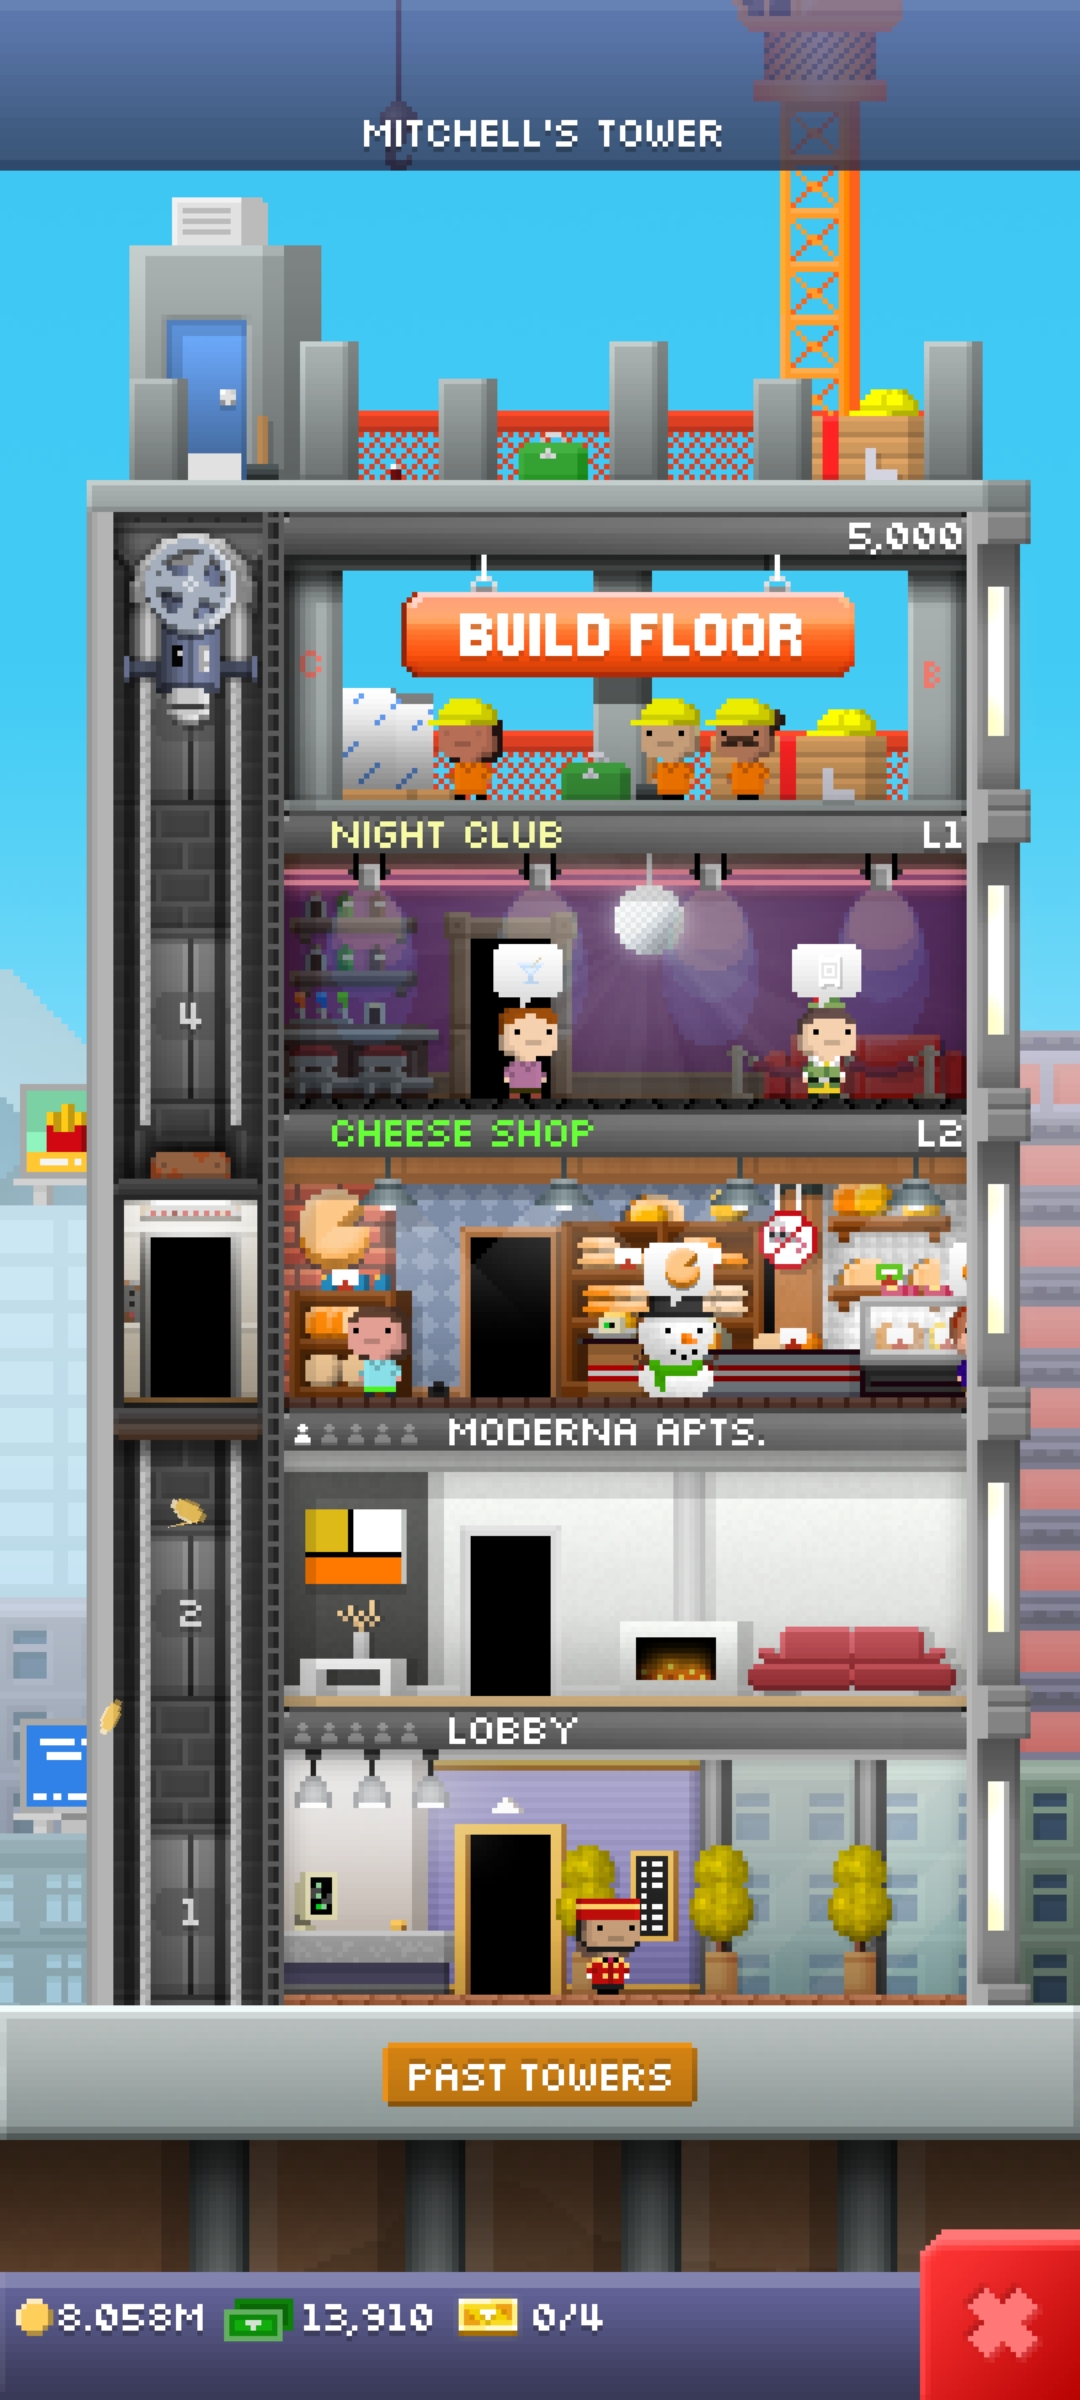 MITCHELL'S TOWER
5,000
BUILD FLOOR
C
B
NIGHT CLUB
L1
4
CHEESE SHOP
L2
MODERNA APTS.
2
LOBBY
1
PAST TOWERS
8.058M
13,910
0/4